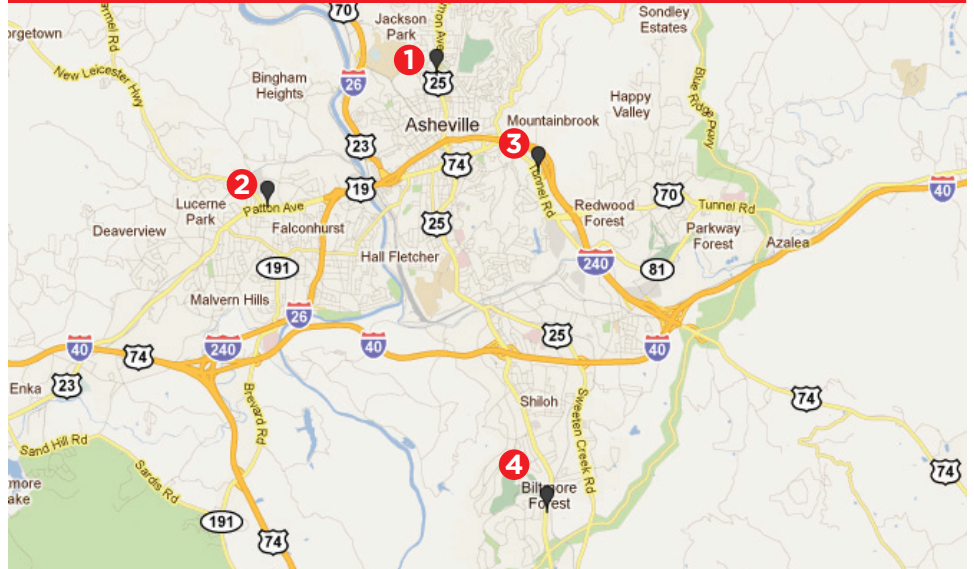 70
Jackson
Park
Sondley
Estates
New Leicester Hwy
Bingham
Heights
26
1
25
Asheville
Mountainbrook
Happy
Valley
Blue Ridge Pkwy
23
74
3
2
19
Tunnel Rd
70
Tunnel Rd
40
Lucerne
Park
Patton Ave
Redwood
Forest
Deaverview
Falconhurst
25
Parkway
Forest
Azalea
191
Hall Fletcher
240
81
Malvern Hills
26
25
40
74
240
40
40
Enka
23
Brevard Rd
Shiloh
Sweeten Creek Rd
74
Sand Hill Rd
4
74
Sardis Rd
Biltmore
Forest
191
74